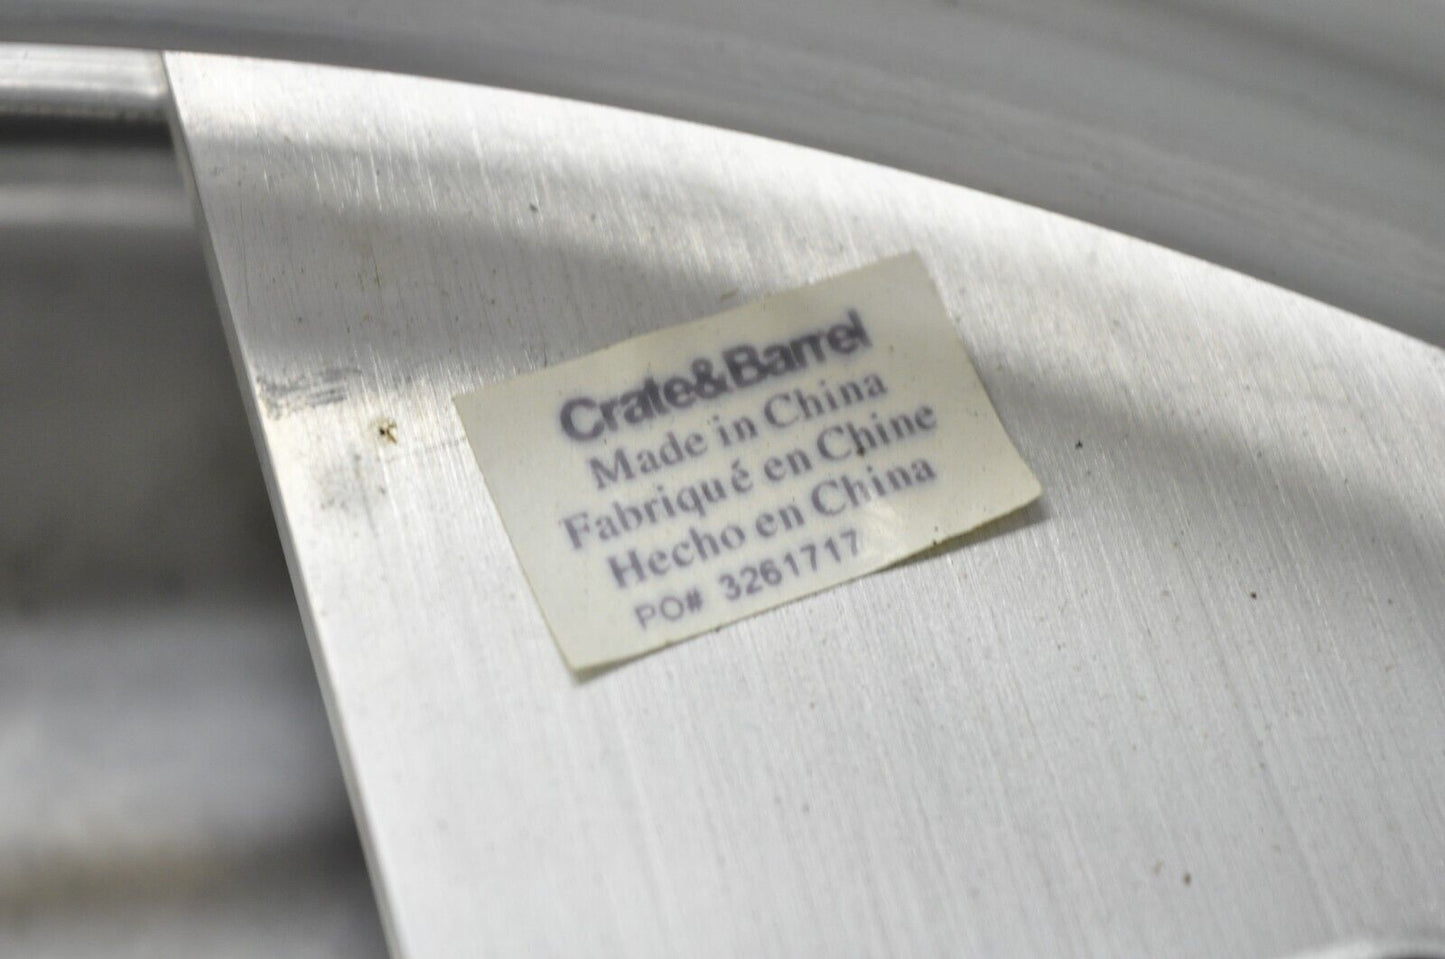 Crate&Barrel
Made in China
Fabriqué en Chine
Hecho en China
PO# 3261717